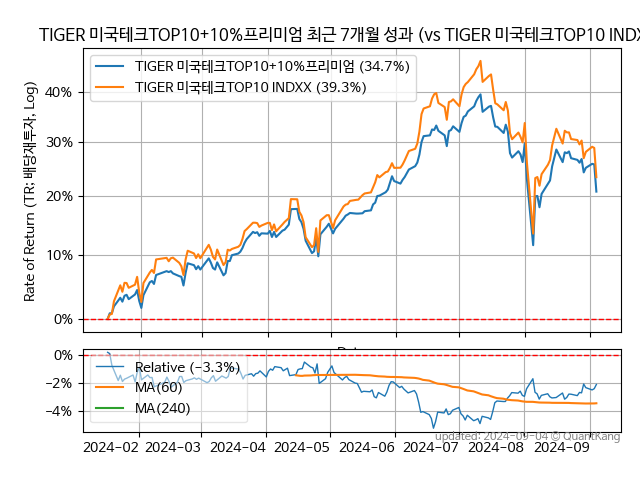 TIGER 미국테크TOP10+10%프리미엄 최근 7개월 성과 (vs TIGER 미국테크TOP10 INDX
TIGER 미국테크TOP10+10%프리미엄 (34.7%)
TIGER 미국테크TOP10 INDXX (39.3%)
Rate of Return (TR: 배당재투자, Log)
40%
30%
20%
10%
0%
0%
−2%
−4%
Relative (−3.3%)
MA(60)
MA(240)
2024−02 2024−03 2024−04 2024−05 2024−06 2024−07 2024−08 2024−09
updated: 2024−09−04 © QuantKang